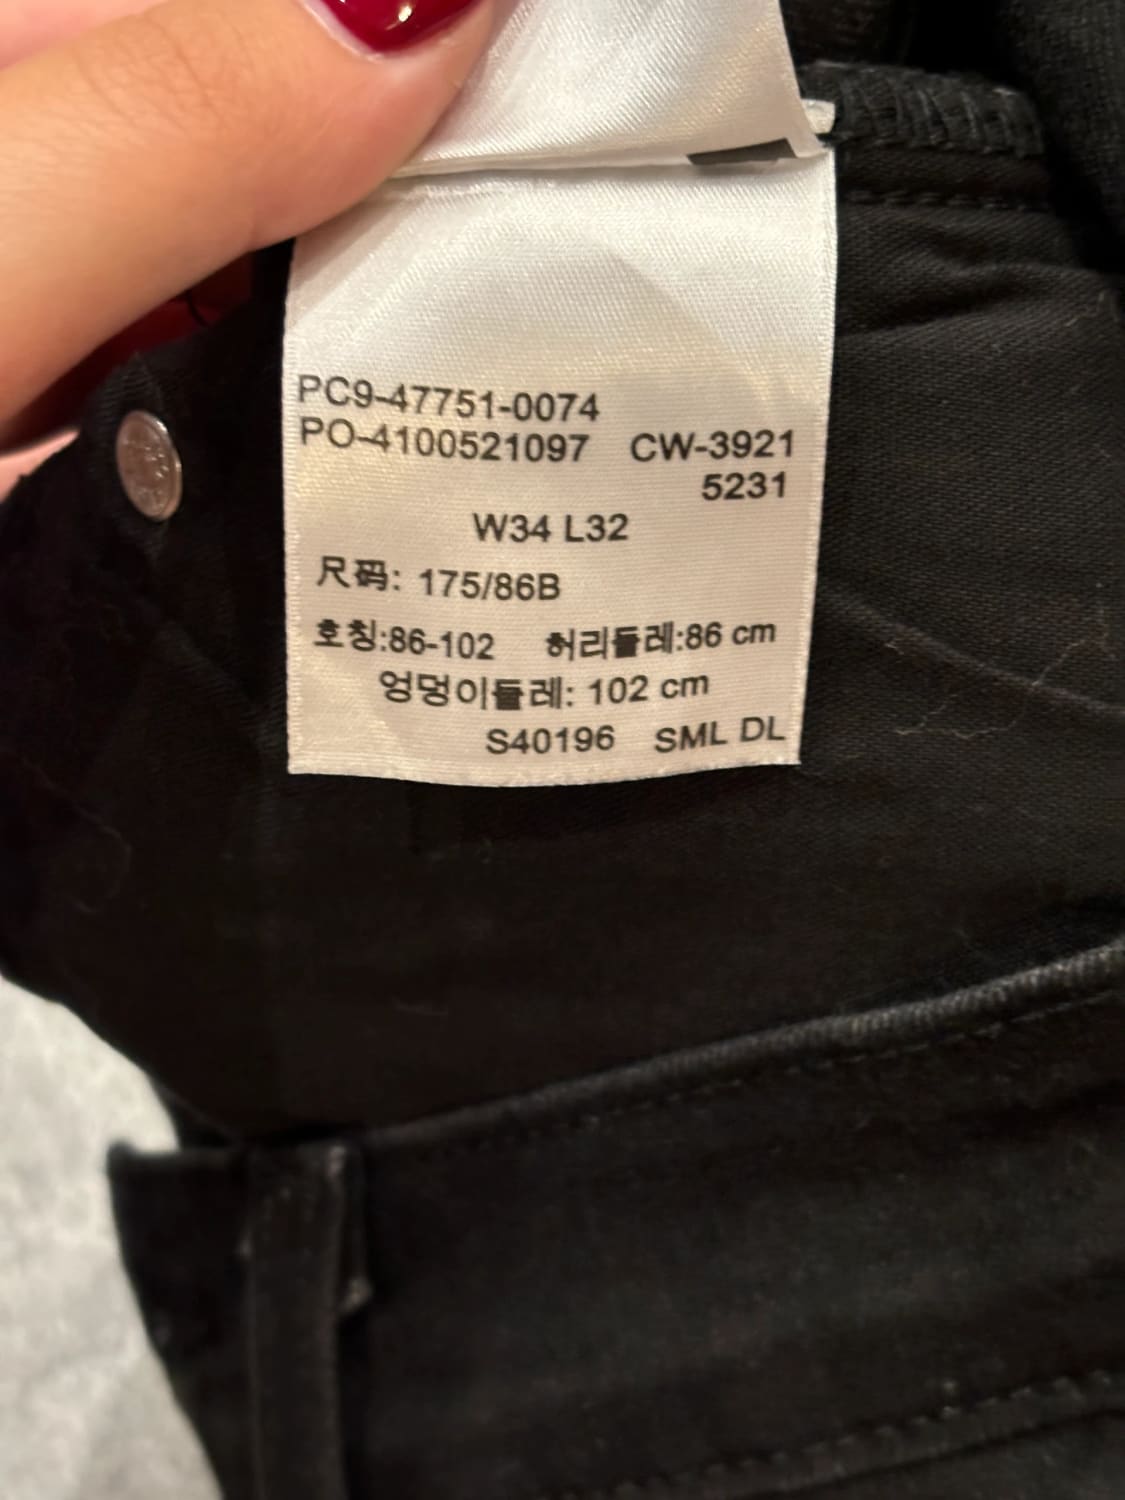 PC9-47751-0074
PO-4100521097 CW-3921
5231
W34 L32
尺码: 175/86B
호칭:86-102 허리둘레:86 cm
엉덩이둘레: 102 cm
S40196 SML DL